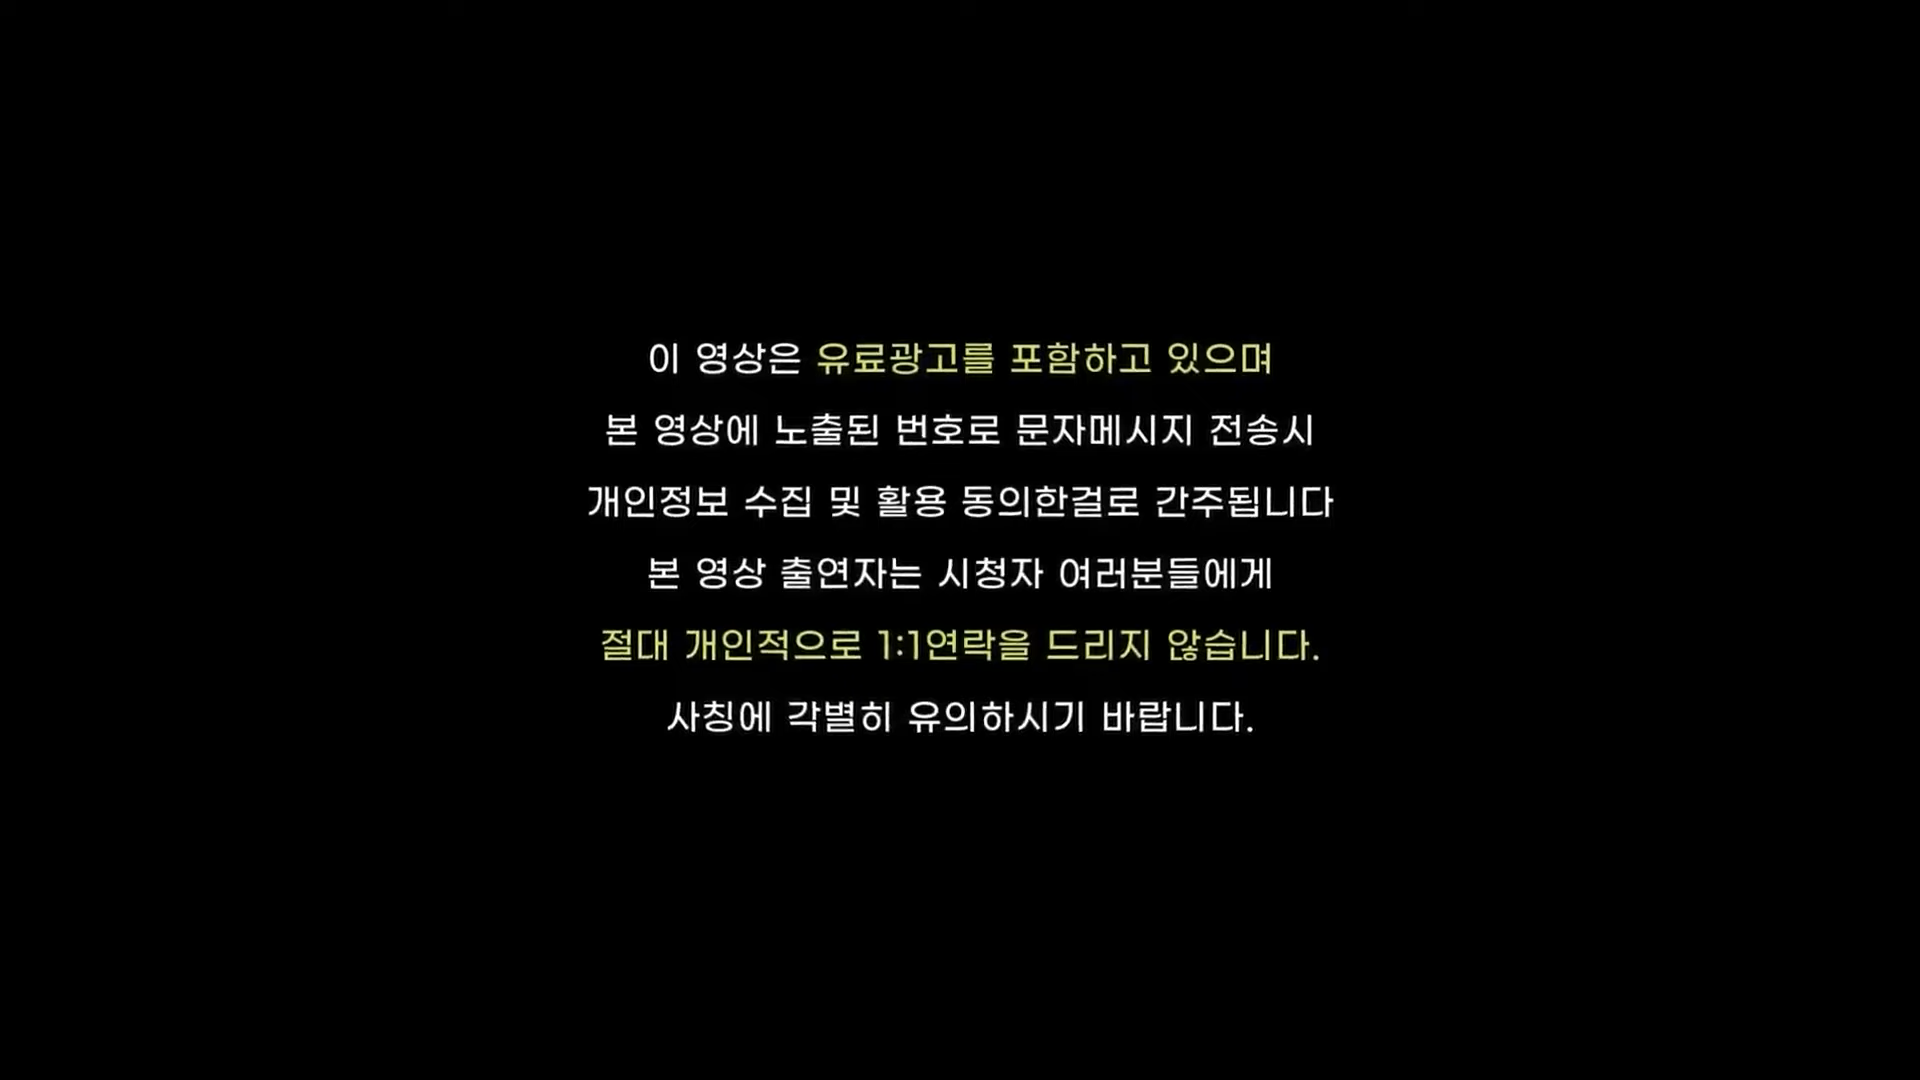 이 영상은 유료광고를 포함하고 있으며
본 영상에 노출된 번호로 문자메시지 전송시
개인정보 수집 및 활용 동의한걸로 간주됩니다
본 영상 출연자는 시청자 여러분들에게
절대 개인적으로 1:1연락을 드리지 않습니다.
사칭에 각별히 유의하시기 바랍니다.